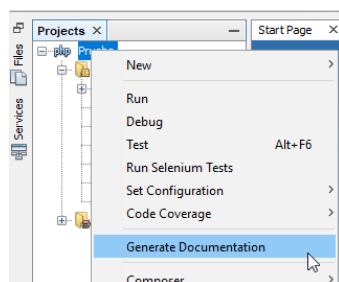 Projects
Start Page
Files
Services
php Prueba
New
Run
Debug
Test Alt+F6
Run Selenium Tests
Set Configuration
Code Coverage
Generate Documentation
Composer